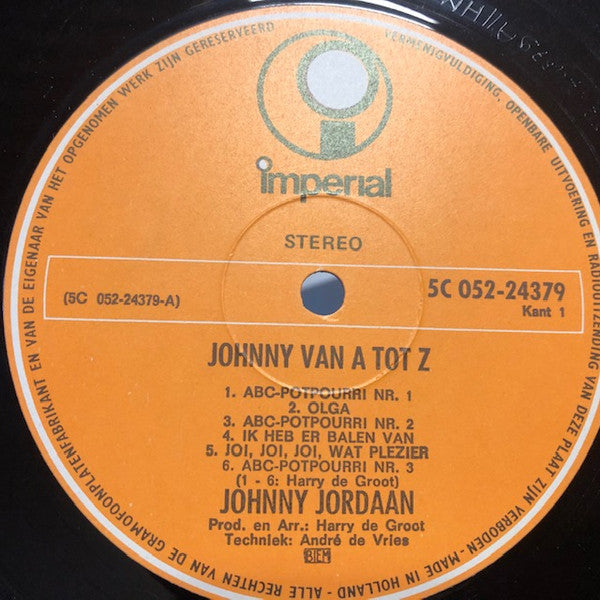 imperial
STEREO
(5C 052-24379-A)
5C 052-24379
Kant 1
JOHNNY VAN A TOT Z
1. ABC-POTPOURRI NR. 1
2. OLGA
3. ABC-POTPOURRI NR. 2
4. IK HEB ER BALEN VAN
5. JOI, JOI, JOI, WAT PLEZIER
6. ABC-POTPOURRI NR. 3
(1 - 6: Harry de Groot)
JOHNNY JORDAAN
Prod. en Arr.: Harry de Groot
Techniek: André de Vries
BIEM
MADE IN HOLLAND - ALLE RECHTEN VAN DE GRAMOFOONPLATENFABRIKANT EN VAN DE EIGENAAR VAN HET OPGENOMEN WERK ZIJN GERESERVEERD
VERMENIGVULDIGING, OPENBARE UITVOERING EN RADIOUITZENDING VAN DEZE PLAAT ZIJN VERBODEN -